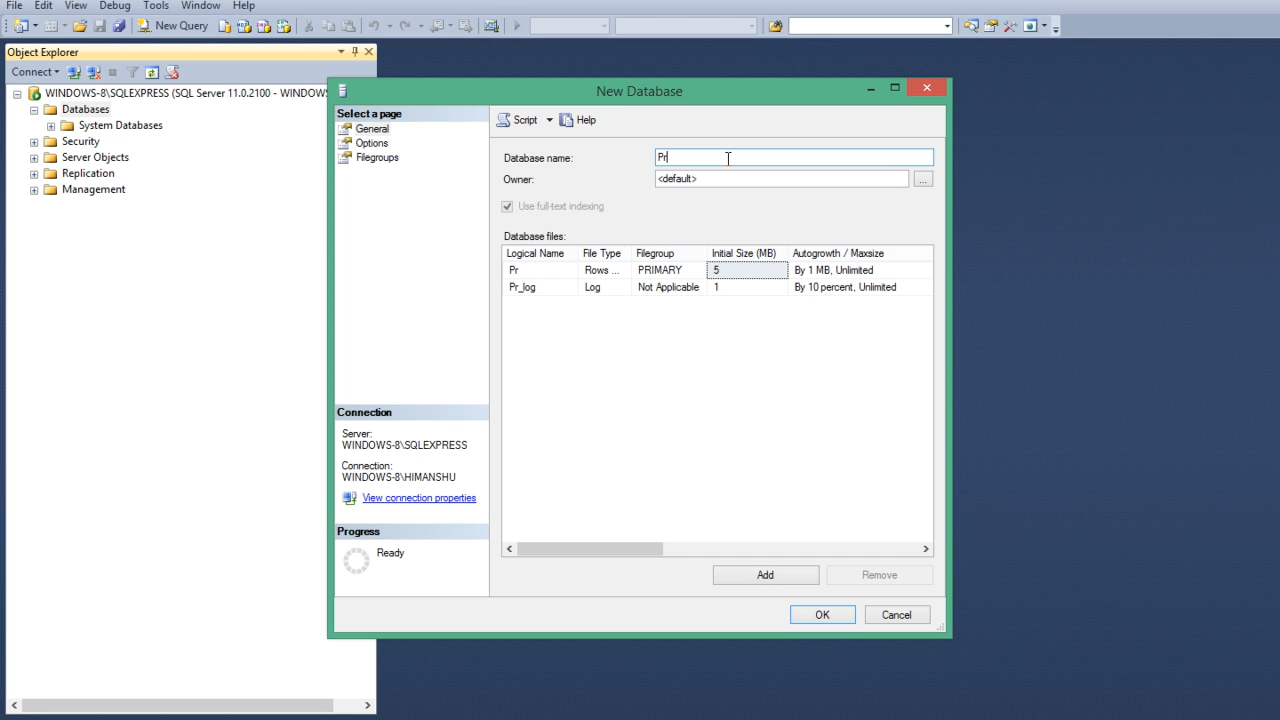 File Edit View Debug Tools Window Help
New Query
Object Explorer
Connect
WINDOWS-8\SQLEXPRESS (SQL Server 11.0.2100 - WINDOW
Databases
System Databases
Security
Server Objects
Replication
Management
New Database
Select a page
General
Options
Filegroups
Script Help
Database name: Pr
Owner: <default> ...
Use full-text indexing
Database files:
Logical Name File Type Filegroup Initial Size (MB) Autogrowth / Maxsize
Pr Rows ... PRIMARY 5 By 1 MB, Unlimited
Pr_log Log Not Applicable 1 By 10 percent, Unlimited
Connection
Server:
WINDOWS-8\SQLEXPRESS
Connection:
WINDOWS-8\HIMANSHU
View connection properties
Progress
Ready
Add Remove
OK Cancel